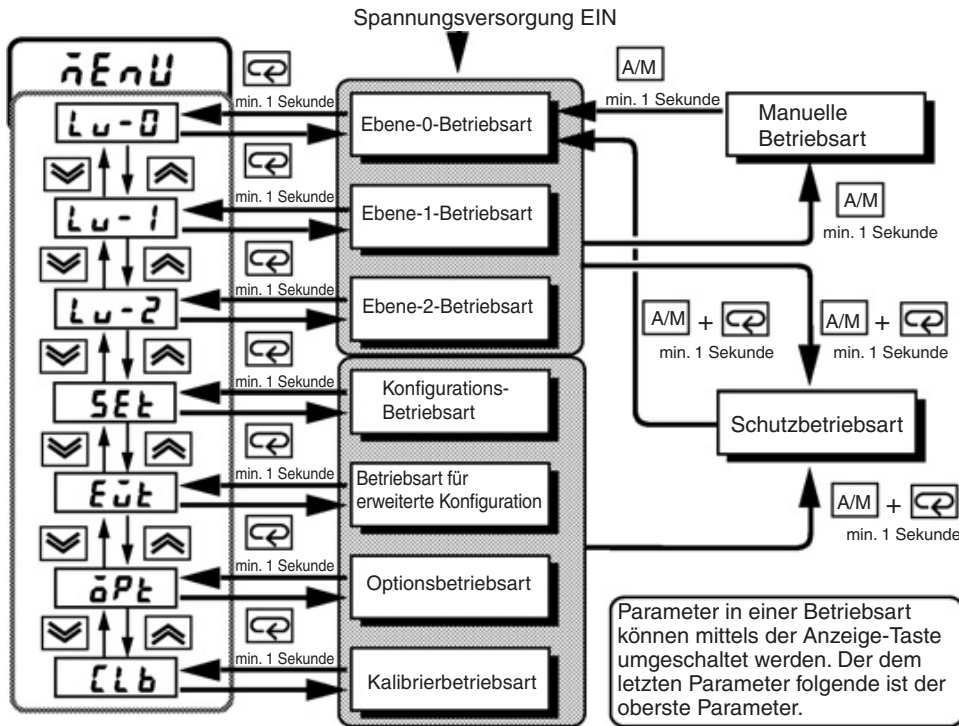 Spannungsversorgung EIN
mEnU
Lu-0
Lu-1
Lu-2
SEt
EWt
oPt
CLb
min. 1 Sekunde
min. 1 Sekunde
min. 1 Sekunde
min. 1 Sekunde
min. 1 Sekunde
min. 1 Sekunde
min. 1 Sekunde
Ebene-0-Betriebsart
Ebene-1-Betriebsart
Ebene-2-Betriebsart
Konfigurations-
Betriebsart
Betriebsart für
erweiterte Konfiguration
Optionsbetriebsart
Kalibrierbetriebsart
A/M
min. 1 Sekunde
Manuelle
Betriebsart
A/M
min. 1 Sekunde
A/M +
min. 1 Sekunde
A/M +
min. 1 Sekunde
Schutzbetriebsart
A/M +
min. 1 Sekunde
Parameter in einer Betriebsart
können mittels der Anzeige-Taste
umgeschaltet werden. Der dem
letzten Parameter folgende ist der
oberste Parameter.